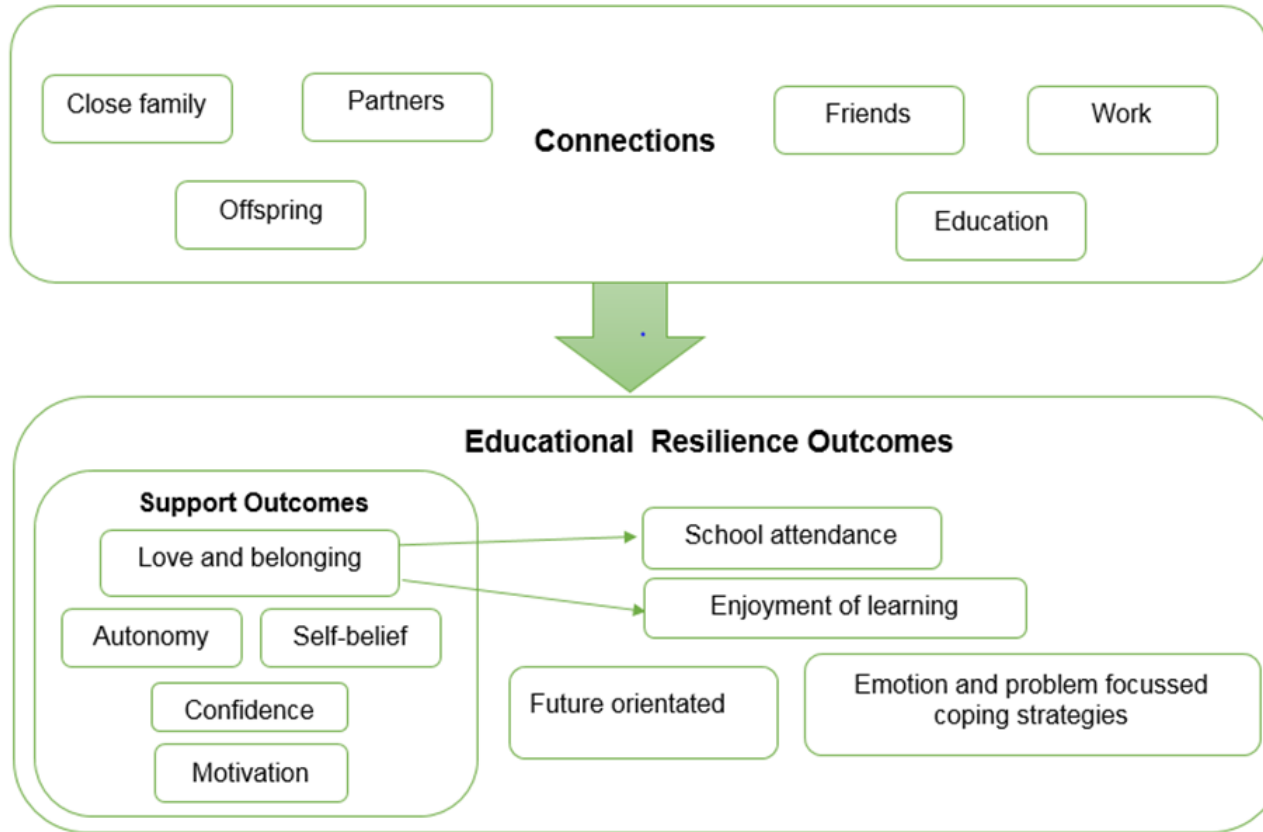 Close family
Partners
Connections
Friends
Work
Offspring
Education
Educational Resilience Outcomes
Support Outcomes
Love and belonging
School attendance
Enjoyment of learning
Autonomy
Self-belief
Confidence
Motivation
Future orientated
Emotion and problem focussed
coping strategies